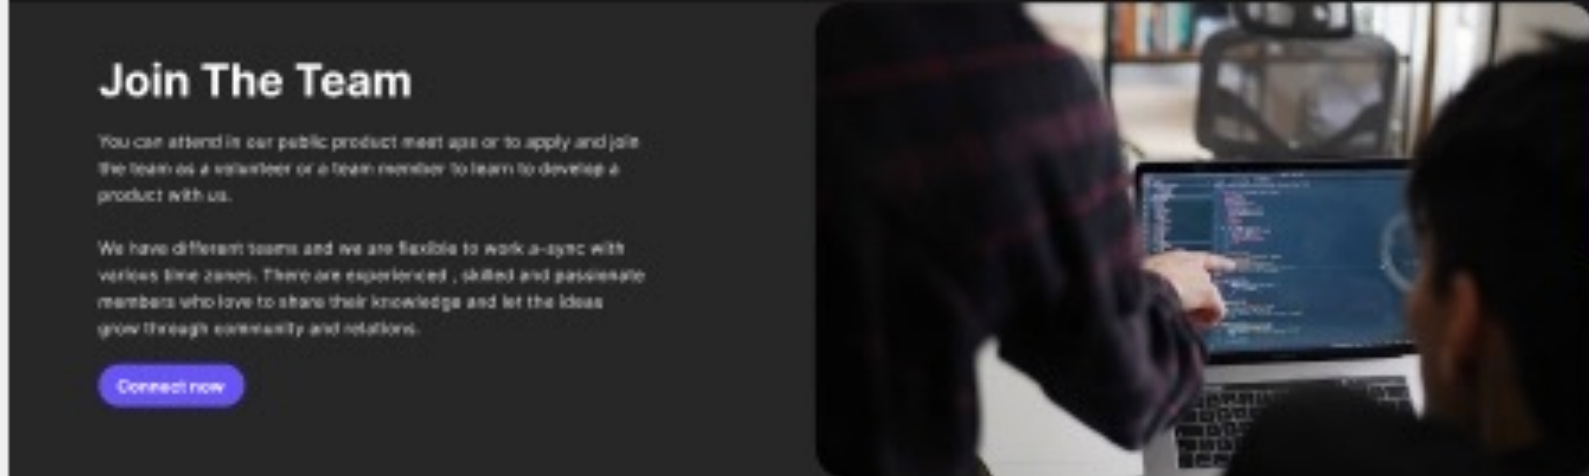 Join The Team
You can attend in our public product meet ups or to apply and join
the team as a volunteer or a team member to learn to develop a
product with us.
We have different teams and we are flexible to work a-sync with
various time zones. There are experienced , skilled and passionate
members who love to share their knowledge and let the ideas
grow through community and relations.
Connect now